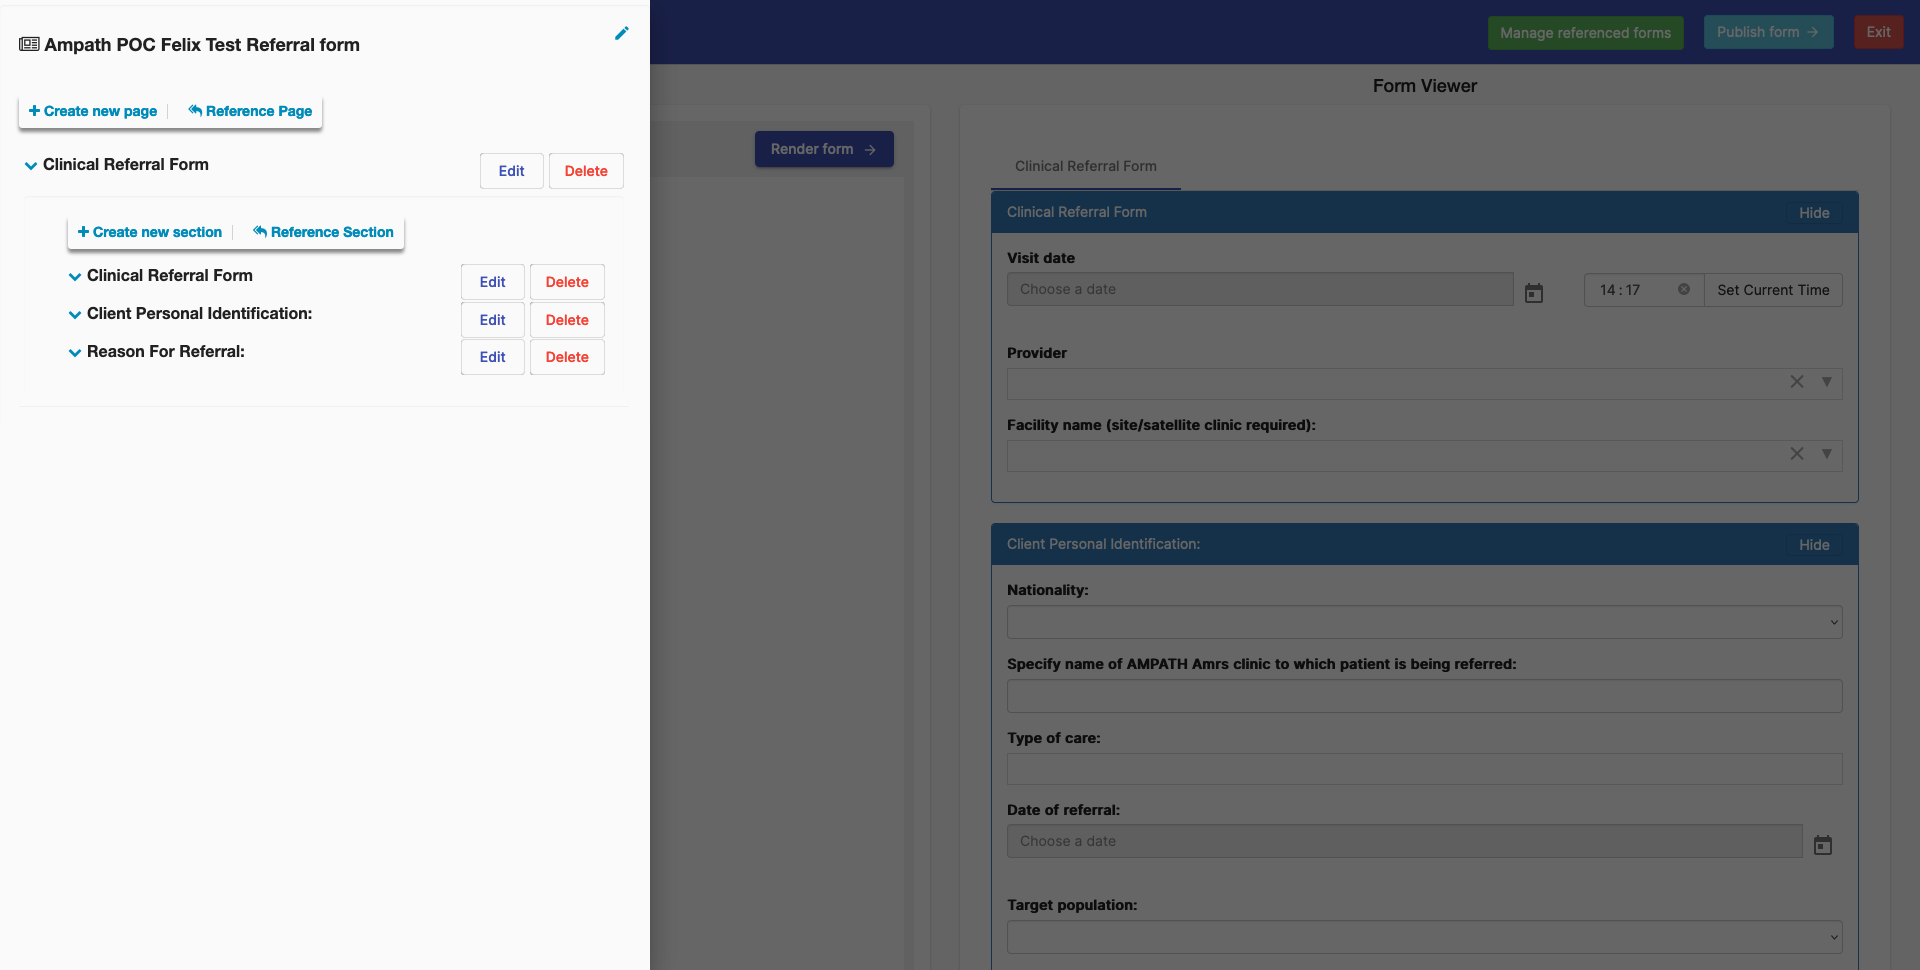 Ampath POC Felix Test Referral form
Create new page
Reference Page
Clinical Referral Form
Edit
Delete
Create new section
Reference Section
Clinical Referral Form
Edit
Delete
Client Personal Identification:
Edit
Delete
Reason For Referral:
Edit
Delete
Manage referenced forms
Publish form
Exit
Render form
Form Viewer
Clinical Referral Form
Clinical Referral Form
Hide
Visit date
Choose a date
14 : 17
Set Current Time
Provider
Facility name (site/satellite clinic required):
Client Personal Identification:
Hide
Nationality:
Specify name of AMPATH Amrs clinic to which patient is being referred:
Type of care:
Date of referral:
Choose a date
Target population: